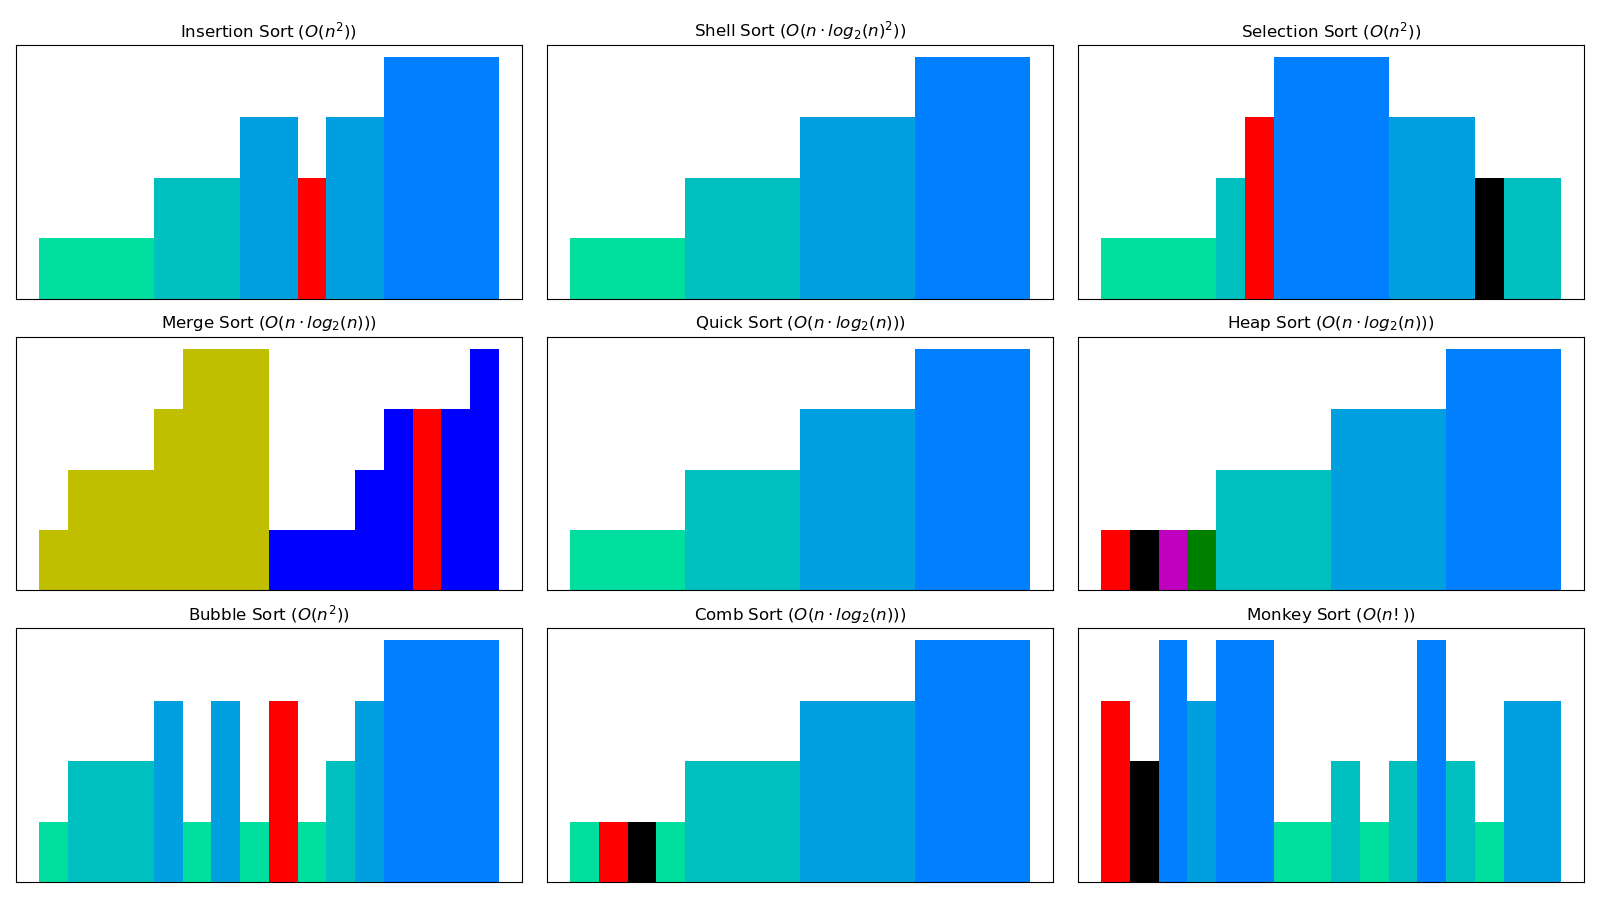 Insertion Sort (O(n²))
Shell Sort (O(n · log₂(n)²))
Selection Sort (O(n²))
Merge Sort (O(n · log₂(n)))
Quick Sort (O(n · log₂(n)))
Heap Sort (O(n · log₂(n)))
Bubble Sort (O(n²))
Comb Sort (O(n · log₂(n)))
Monkey Sort (O(n!))